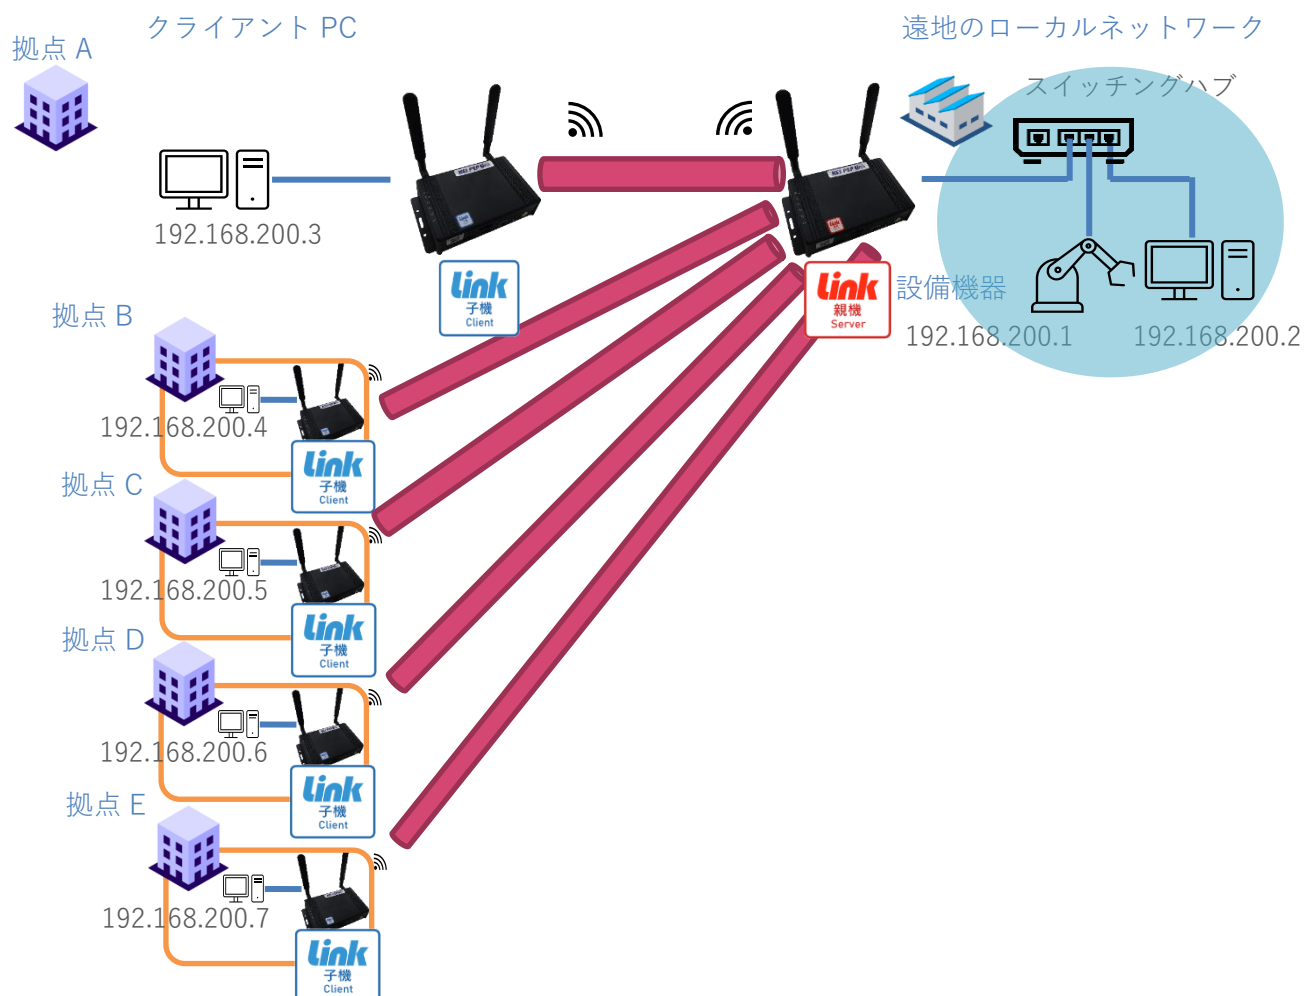 クライアント PC
遠地のローカルネットワーク
拠点 A
スイッチングハブ
192.168.200.3
Link
子機
Client
Link
親機
Server
設備機器
192.168.200.1
192.168.200.2
拠点 B
192.168.200.4
Link
子機
Client
拠点 C
192.168.200.5
Link
子機
Client
拠点 D
192.168.200.6
Link
子機
Client
拠点 E
192.168.200.7
Link
子機
Client